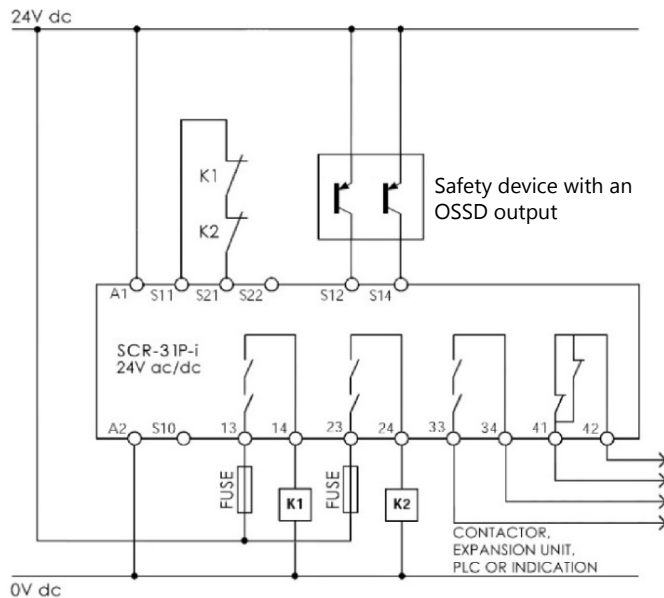 24V dc
K1
K2
Safety device with an
OSSD output
A1 S11 S21 S22 S12 S14
SCR-31P-i
24V ac/dc
A2 S10 13 14 23 24 33 34 41 42
FUSE K1 FUSE K2
CONTACTOR,
EXPANSION UNIT,
PLC OR INDICATION
0V dc